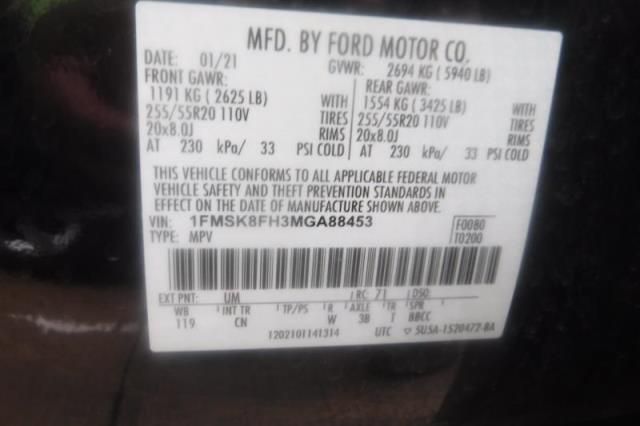 MFD. BY FORD MOTOR CO.
DATE: 01/21 GVWR: 2694 KG ( 5940 LB)
FRONT GAWR: REAR GAWR:
1191 KG ( 2625 LB) WITH 1554 KG ( 3425 LB) WITH
255/55R20 110V TIRES 255/55R20 110V TIRES
20x8.0J RIMS 20x8.0J RIMS
AT 230 kPa/ 33 PSI COLD AT 230 kPa/ 33 PSI COLD
THIS VEHICLE CONFORMS TO ALL APPLICABLE FEDERAL MOTOR
VEHICLE SAFETY AND THEFT PREVENTION STANDARDS IN
EFFECT ON THE DATE OF MANUFACTURE SHOWN ABOVE.
VIN: 1FMSK8FH3MGA88453 F0080
TYPE: MPV T0200
EXT PNT: UM RC: 71 DSO:
WB INT TR TP/PS R AXLE TR SPR
119 CN W 3B T 8BCC
1202101141314 UTC ▽ 5U5A-1520472-BA